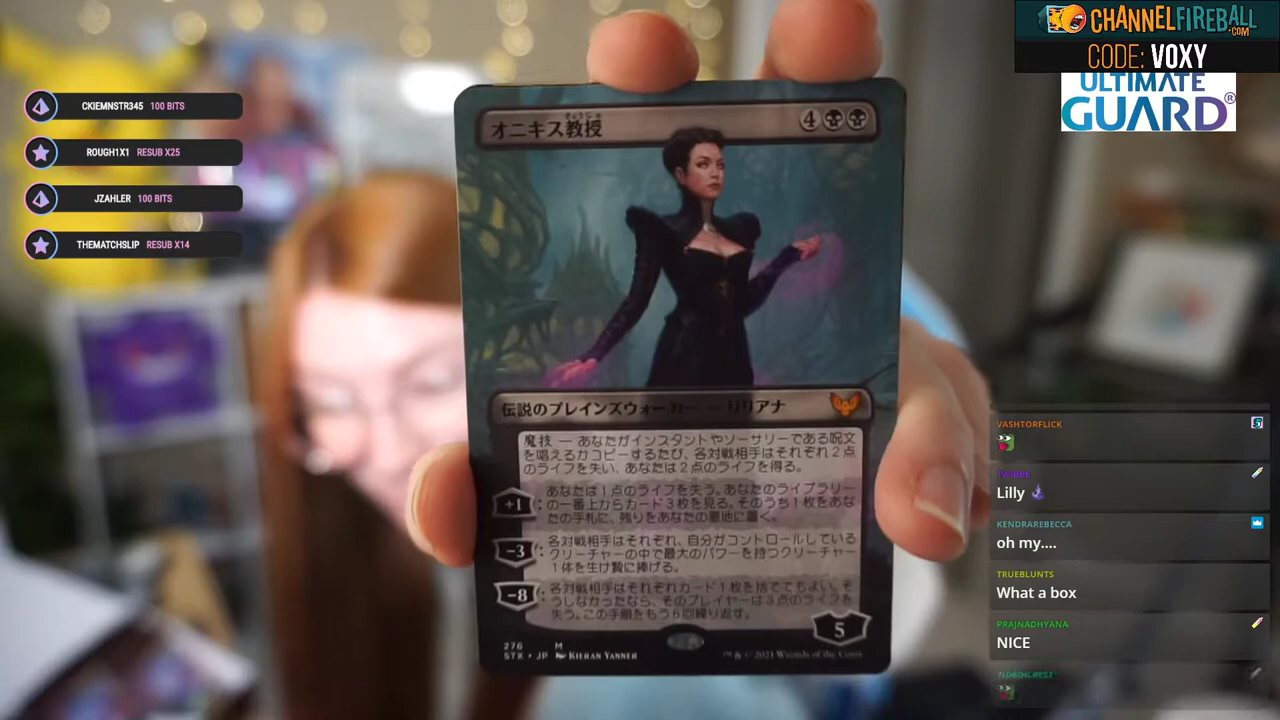 CHANNELFIREBALL
.COM
CODE: VOXY
ULTIMATE
GUARD®
CKIEMNSTR345 100 BITS
ROUGH1X1 RESUB X25
JZAHLER 100 BITS
THEMATCHSLIP RESUB X14
オニキス教授
4
伝説のプレインズウォーカー — リリアナ
魔技 — あなたがインスタントやソーサリーである呪文
を唱えるかコピーするたび、各対戦相手はそれぞれ2点
のライフを失い、あなたは2点のライフを得る。
+1
：あなたは1点のライフを失う。あなたのライブラリー
の一番上からカード3枚を見る。そのうち1枚をあな
たの手札に、残りをあなたの墓地に置く。
-3
：各対戦相手はそれぞれ、自分がコントロールしている
クリーチャーの中で最大のパワーを持つクリーチャー
1体を生け贄に捧げる。
-8
：各対戦相手はそれぞれカード1枚を捨ててもよい。そ
うしなかったなら、そのプレイヤーは3点のライフを
失う。この手順をもう6回繰り返す。
5
276 M
STX • JP KIERAN YANNER
™ & © 2021 Wizards of the Coast
VASHTORFLICK
Lilly
KENDRAREBECCA
oh my....
TRUEBLUNTS
What a box
PRAJNADHYANA
NICE